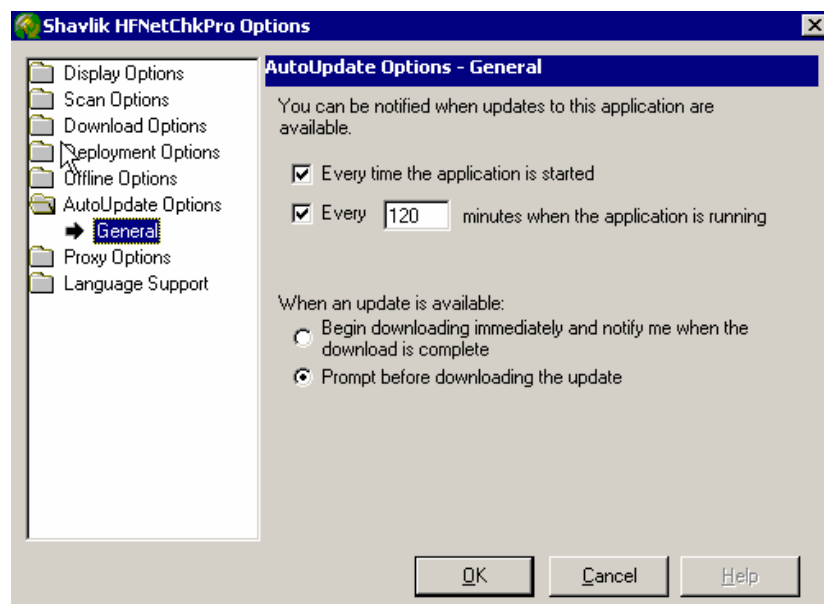 Shavlik HFNetChkPro Options
Display Options
Scan Options
Download Options
Deployment Options
Offline Options
AutoUpdate Options
General
Proxy Options
Language Support
AutoUpdate Options - General
You can be notified when updates to this application are
available.
Every time the application is started
Every 120 minutes when the application is running
When an update is available:
Begin downloading immediately and notify me when the
download is complete
Prompt before downloading the update
OK
Cancel
Help